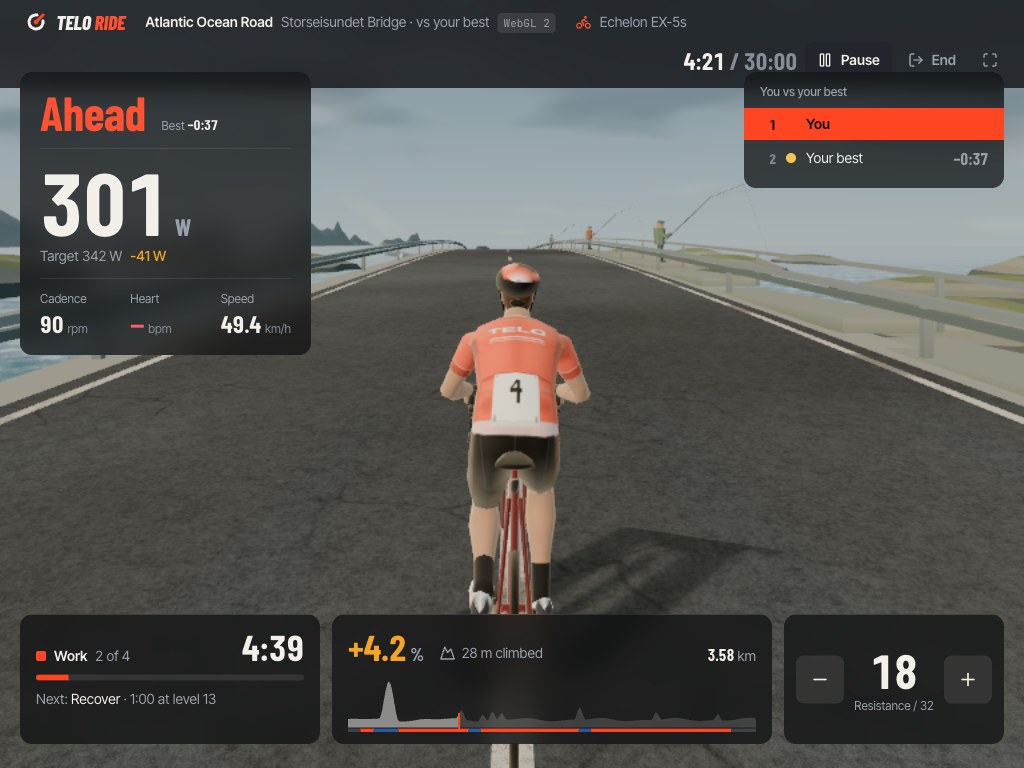 TELO RIDE Atlantic Ocean Road Storseisundet Bridge · vs your best WebGL 2 Echelon EX-5s
4:21 / 30:00 Pause End
Ahead Best −0:37
301 W
Target 342 W -41 W
Cadence Heart Speed
90 rpm — bpm 49.4 km/h
You vs your best
1 You
2 Your best −0:37
TELO
4
Work 2 of 4 4:39
Next: Recover · 1:00 at level 13
+4.2 % 28 m climbed 3.58 km
− 18 +
Resistance / 32